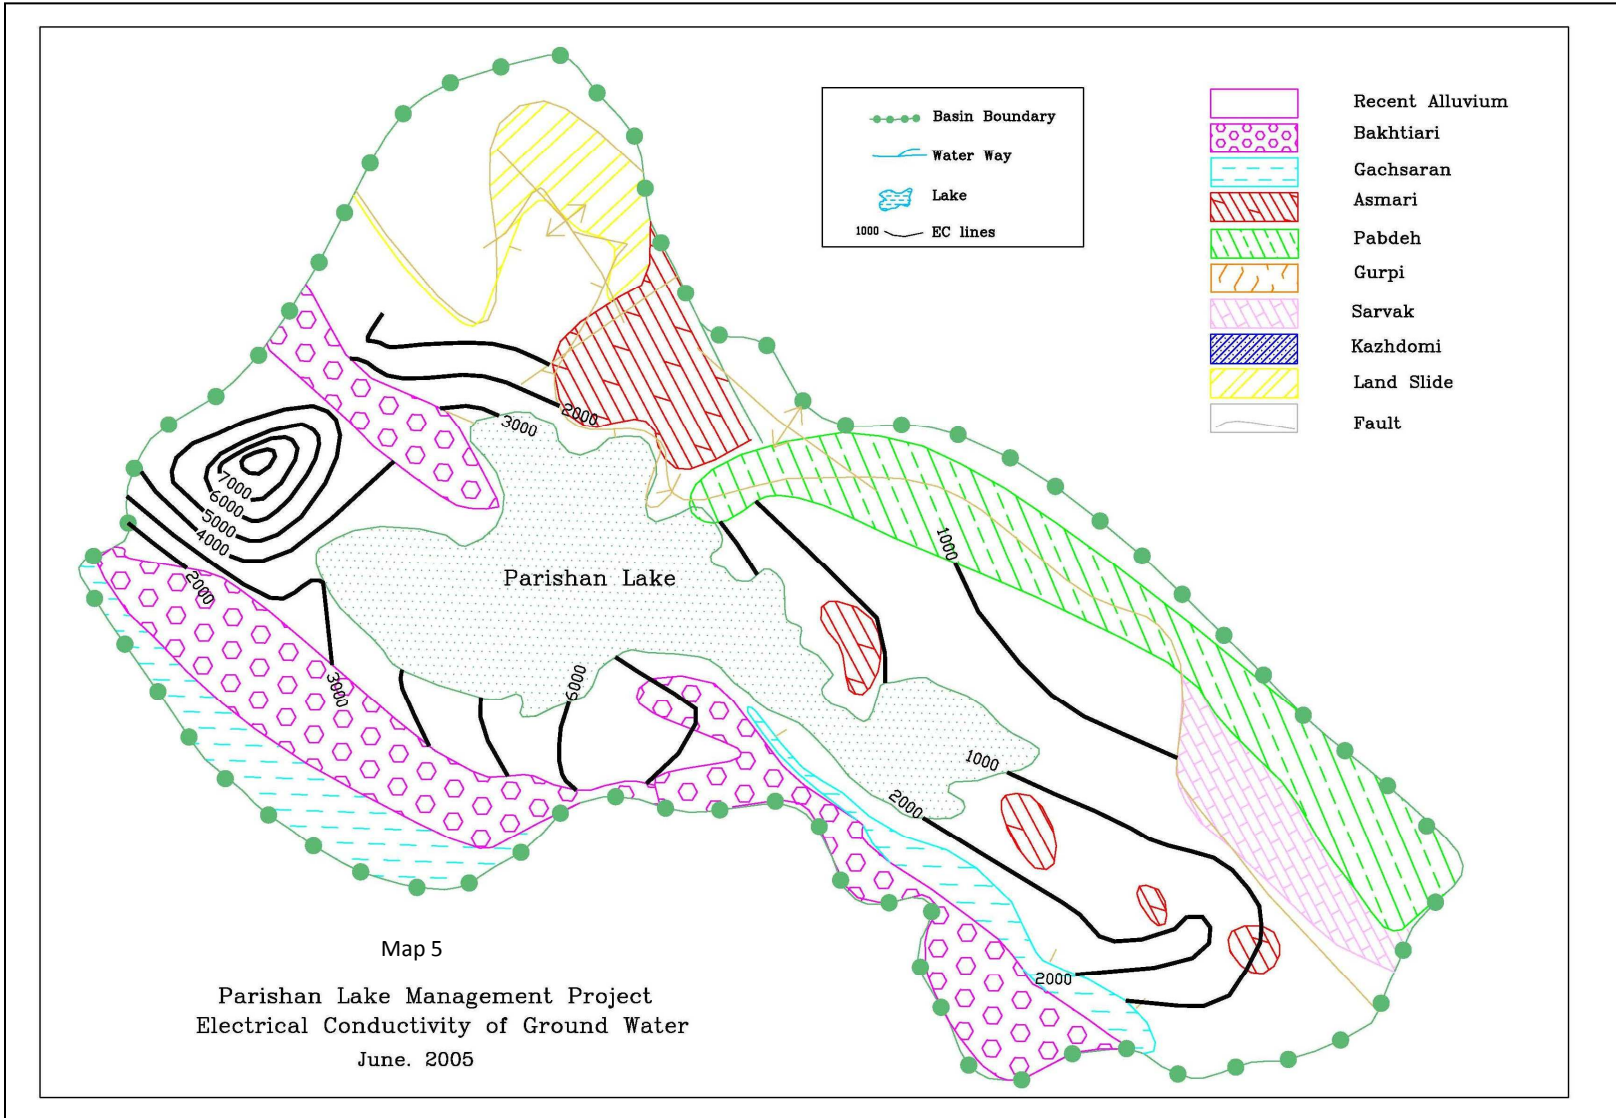 Basin Boundary
Water Way
Lake
1000 EC lines
Recent Alluvium
Bakhtiari
Gachsaran
Asmari
Pabdeh
Gurpi
Sarvak
Kazhdomi
Land Slide
Fault
2000
3000
7000
6000
5000
4000
2000
3000
6000
1000
1000
2000
2000
Parishan Lake
Map 5
Parishan Lake Management Project
Electrical Conductivity of Ground Water
June. 2005